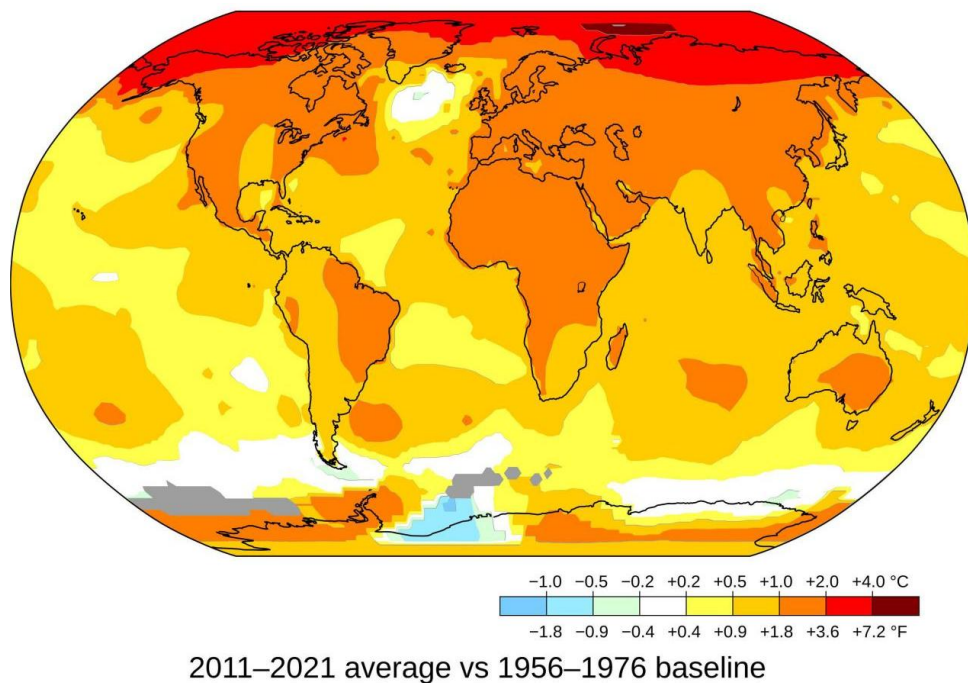 −1.0 −0.5 −0.2 +0.2 +0.5 +1.0 +2.0 +4.0 °C
−1.8 −0.9 −0.4 +0.4 +0.9 +1.8 +3.6 +7.2 °F
2011–2021 average vs 1956–1976 baseline